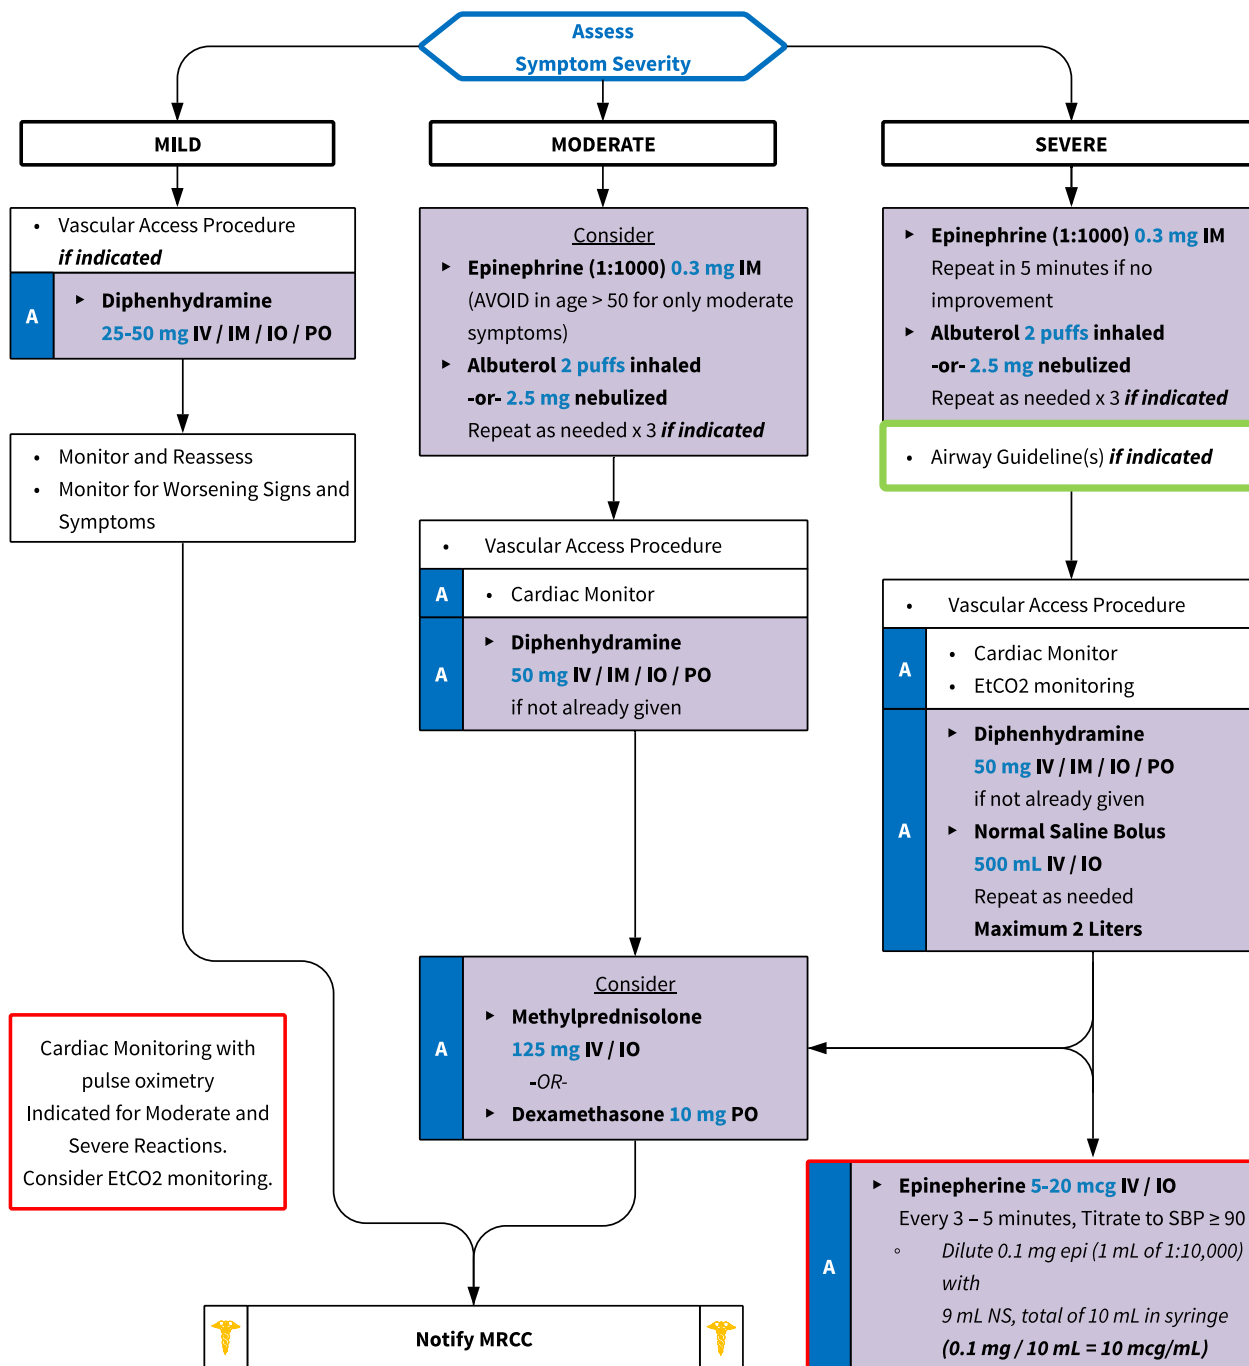 Assess
Symptom Severity
MILD
• Vascular Access Procedure
if indicated
A
▸ Diphenhydramine
25-50 mg IV / IM / IO / PO
• Monitor and Reassess
• Monitor for Worsening Signs and
Symptoms
MODERATE
Consider
▸ Epinephrine (1:1000) 0.3 mg IM
(AVOID in age > 50 for only moderate
symptoms)
▸ Albuterol 2 puffs inhaled
-or- 2.5 mg nebulized
Repeat as needed x 3 if indicated
• Vascular Access Procedure
A
• Cardiac Monitor
A
▸ Diphenhydramine
50 mg IV / IM / IO / PO
if not already given
SEVERE
▸ Epinephrine (1:1000) 0.3 mg IM
Repeat in 5 minutes if no
improvement
▸ Albuterol 2 puffs inhaled
-or- 2.5 mg nebulized
Repeat as needed x 3 if indicated
• Airway Guideline(s) if indicated
• Vascular Access Procedure
A
• Cardiac Monitor
• EtCO2 monitoring
A
▸ Diphenhydramine
50 mg IV / IM / IO / PO
if not already given
▸ Normal Saline Bolus
500 mL IV / IO
Repeat as needed
Maximum 2 Liters
A
Consider
▸ Methylprednisolone
125 mg IV / IO
-OR-
▸ Dexamethasone 10 mg PO
Cardiac Monitoring with
pulse oximetry
Indicated for Moderate and
Severe Reactions.
Consider EtCO2 monitoring.
A
▸ Epinepherine 5-20 mcg IV / IO
Every 3 – 5 minutes, Titrate to SBP ≥ 90
◦ Dilute 0.1 mg epi (1 mL of 1:10,000)
with
9 mL NS, total of 10 mL in syringe
(0.1 mg / 10 mL = 10 mcg/mL)
Notify MRCC